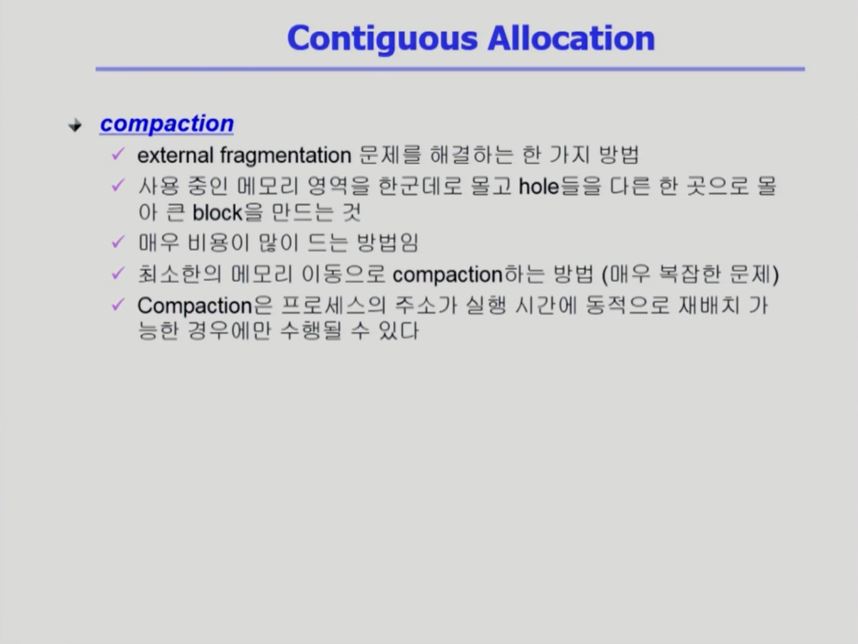 Contiguous Allocation
compaction
external fragmentation 문제를 해결하는 한 가지 방법
사용 중인 메모리 영역을 한군데로 몰고 hole들을 다른 한 곳으로 몰
아 큰 block을 만드는 것
매우 비용이 많이 드는 방법임
최소한의 메모리 이동으로 compaction하는 방법 (매우 복잡한 문제)
Compaction은 프로세스의 주소가 실행 시간에 동적으로 재배치 가
능한 경우에만 수행될 수 있다